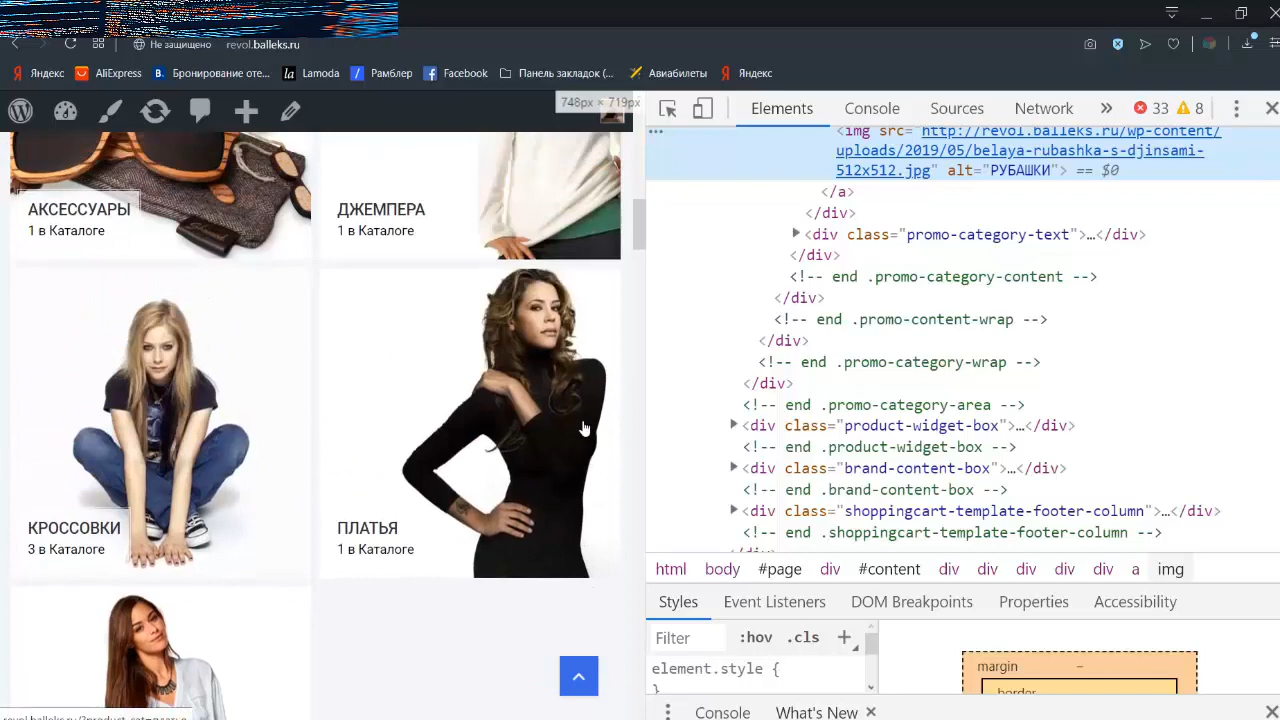 Не защищено revol.balleks.ru
Яндекс AliExpress Бронирование оте... Lamoda Рамблер Facebook Панель закладок (... Авиабилеты Яндекс
748px × 719px
АКСЕССУАРЫ
1 в Каталоге
ДЖЕМПЕРА
1 в Каталоге
КРОССОВКИ
3 в Каталоге
ПЛАТЬЯ
1 в Каталоге
Elements Console Sources Network 33 8
<img src="http://revol.balleks.ru/wp-content/
uploads/2019/05/belaya-rubashka-s-djinsami-
512x512.jpg" alt="РУБАШКИ"> == $0
</a>
</div>
<div class="promo-category-text">…</div>
</div>
<!-- end .promo-category-content -->
</div>
<!-- end .promo-content-wrap -->
</div>
<!-- end .promo-category-wrap -->
</div>
<!-- end .promo-category-area -->
<div class="product-widget-box">…</div>
<!-- end .product-widget-box -->
<div class="brand-content-box">…</div>
<!-- end .brand-content-box -->
<div class="shoppingcart-template-footer-column">…</div>
<!-- end .shoppingcart-template-footer-column -->
html body #page div #content div div div div div a img
Styles Event Listeners DOM Breakpoints Properties Accessibility
Filter :hov .cls +
element.style {
}
margin –
border
Console What's New